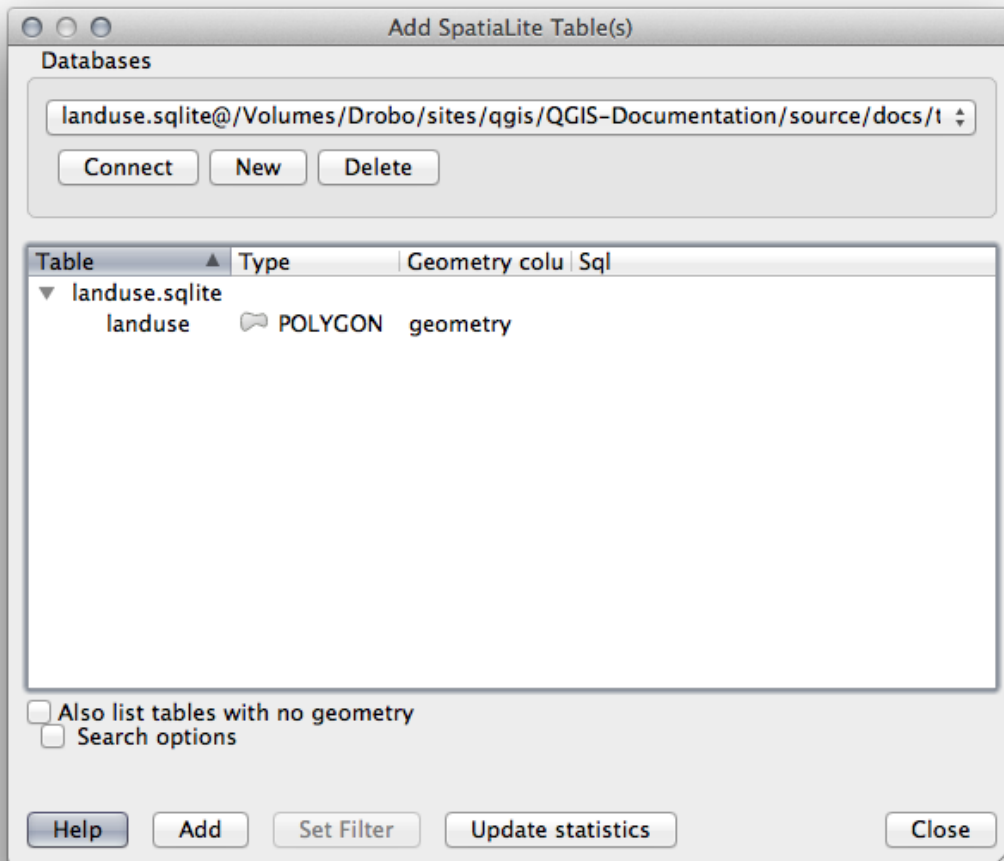 Add SpatiaLite Table(s)
Databases
landuse.sqlite@/Volumes/Drobo/sites/qgis/QGIS-Documentation/source/docs/t
Connect New Delete
Table Type Geometry colu Sql
landuse.sqlite
landuse POLYGON geometry
Also list tables with no geometry
Search options
Help Add Set Filter Update statistics Close